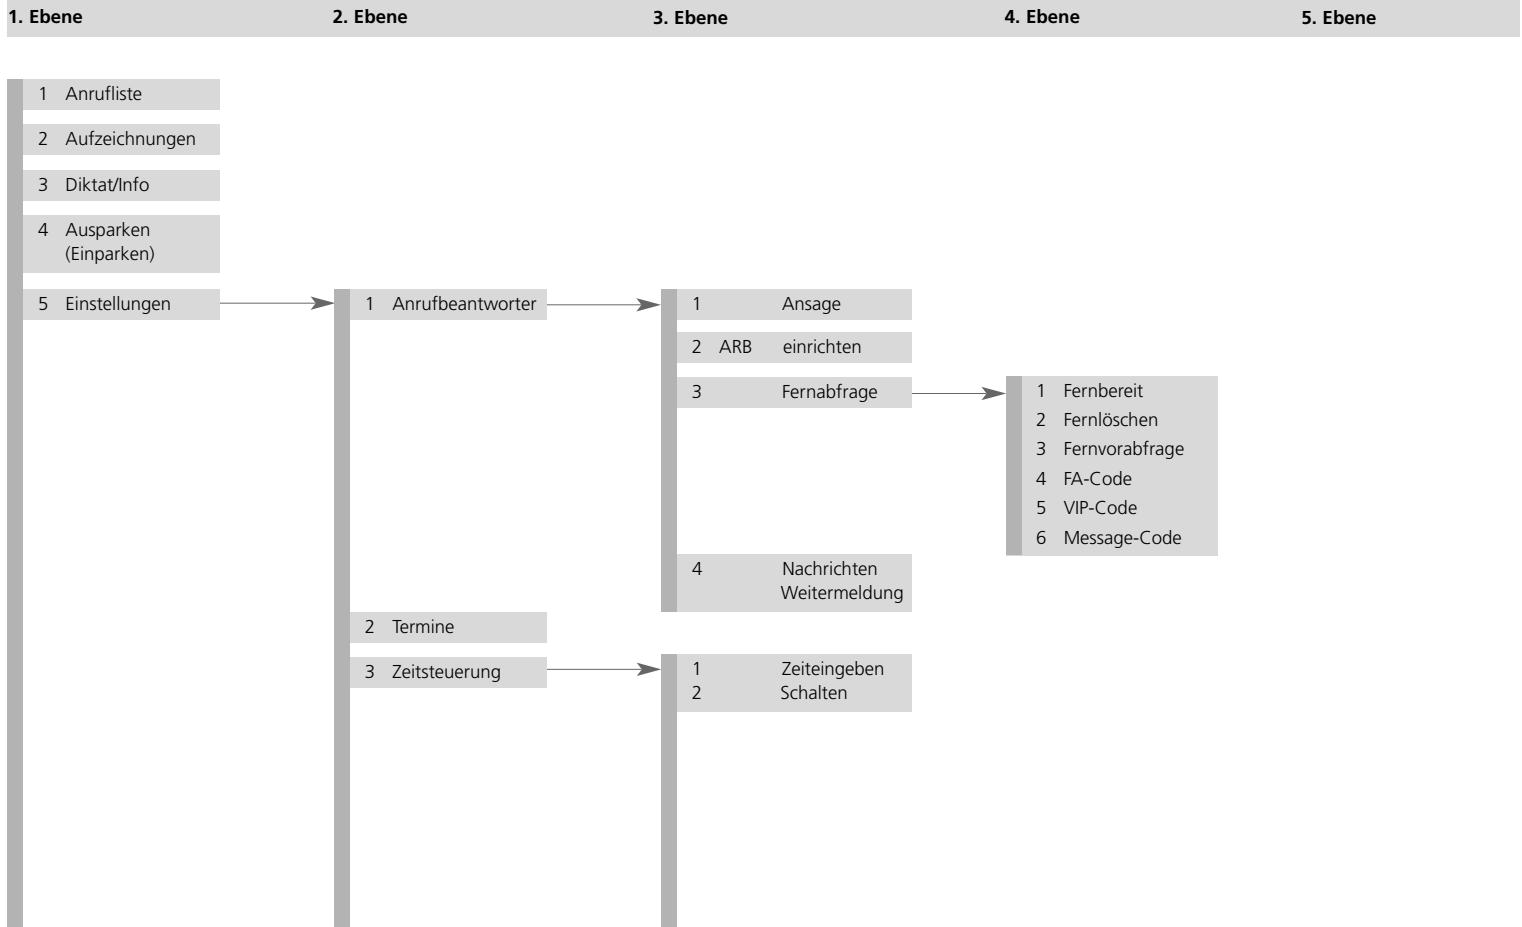 1. Ebene 2. Ebene 3. Ebene 4. Ebene 5. Ebene
1 Anrufliste
2 Aufzeichnungen
3 Diktat/Info
4 Ausparken
(Einparken)
5 Einstellungen
1 Anrufbeantworter
1 Ansage
2 ARB einrichten
3 Fernabfrage
1 Fernbereit
2 Fernlöschen
3 Fernvorabfrage
4 FA-Code
5 VIP-Code
6 Message-Code
4 Nachrichten
Weitermeldung
2 Termine
3 Zeitsteuerung
1 Zeiteingeben
2 Schalten